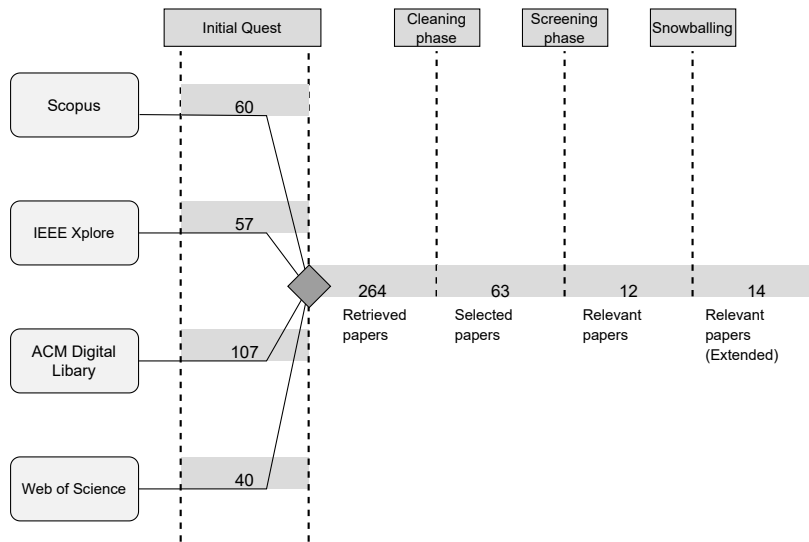 Initial Quest
Cleaning
phase
Screening
phase
Snowballing
Scopus
60
IEEE Xplore
57
264
63
12
14
Retrieved
papers
Selected
papers
Relevant
papers
Relevant
papers
(Extended)
ACM Digital
Libary
107
Web of Science
40